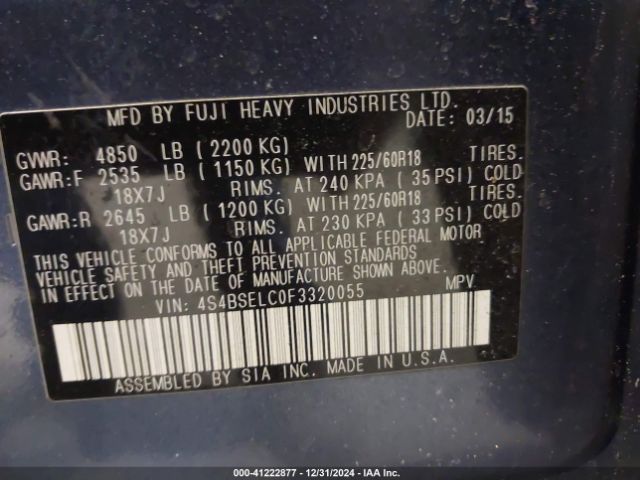 MFD BY FUJI HEAVY INDUSTRIES LTD.
DATE: 03/15
GVWR: 4850 LB (2200 KG)
GAWR:F 2535 LB (1150 KG) WITH 225/60R18 TIRES.
18X7J RIMS. AT 240 KPA (35 PSI) COLD
GAWR:R 2645 LB (1200 KG) WITH 225/60R18 TIRES.
18X7J RIMS. AT 230 KPA (33 PSI) COLD
THIS VEHICLE CONFORMS TO ALL APPLICABLE FEDERAL MOTOR
VEHICLE SAFETY AND THEFT PREVENTION STANDARDS
IN EFFECT ON THE DATE OF MANUFACTURE SHOWN ABOVE.
VIN: 4S4BSELC0F3320055 MPV
ASSEMBLED BY SIA INC. MADE IN U.S.A.
000-41222877 - 12/31/2024 - IAA Inc.